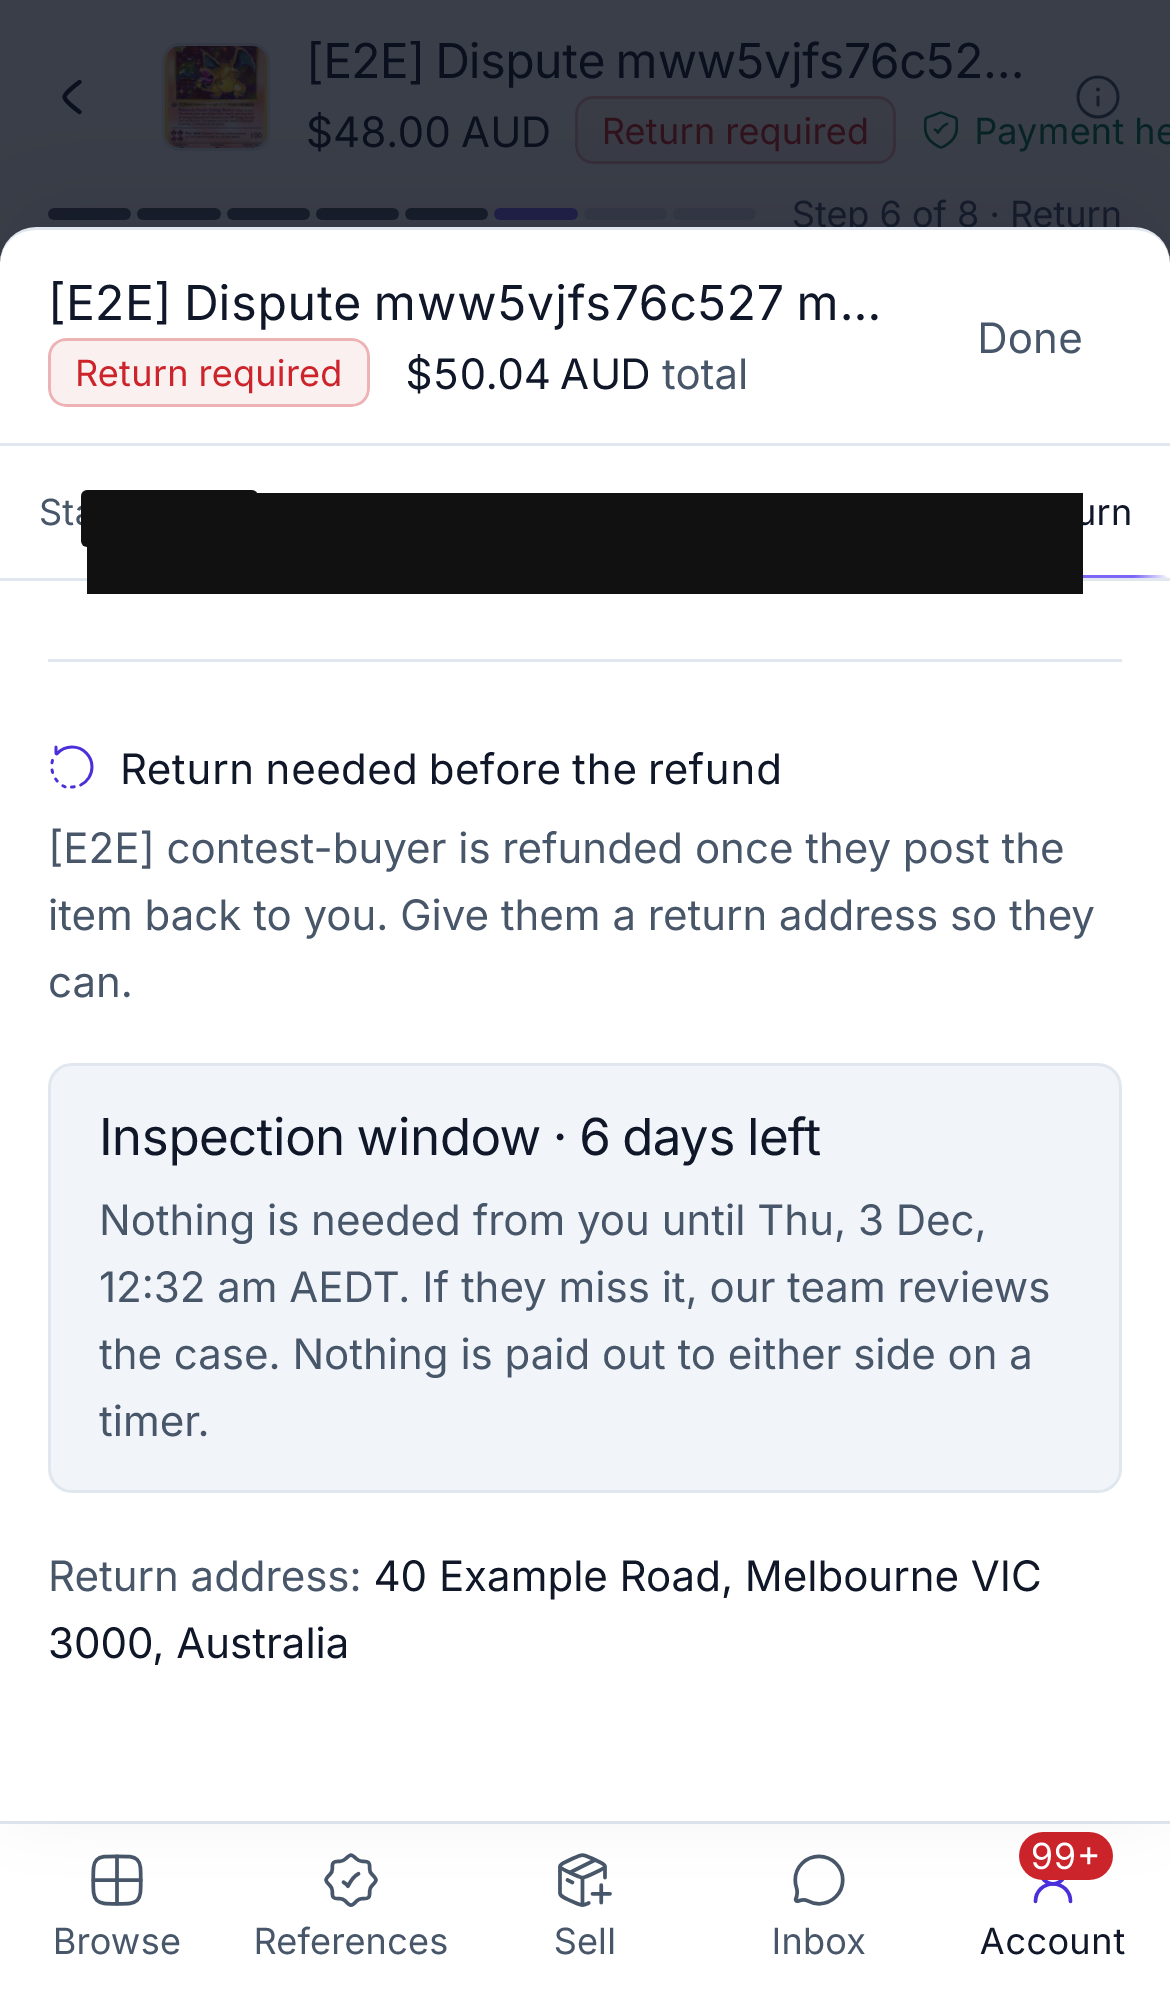 [E2E] Dispute mww5vjfs76c52...
$48.00 AUD Return required Payment he
Step 6 of 8 · Return
[E2E] Dispute mww5vjfs76c527 m...
Return required $50.04 AUD total
Done
Return needed before the refund
[E2E] contest-buyer is refunded once they post the
item back to you. Give them a return address so they
can.
Inspection window · 6 days left
Nothing is needed from you until Thu, 3 Dec,
12:32 am AEDT. If they miss it, our team reviews
the case. Nothing is paid out to either side on a
timer.
Return address: 40 Example Road, Melbourne VIC
3000, Australia
99+
Browse References Sell Inbox Account